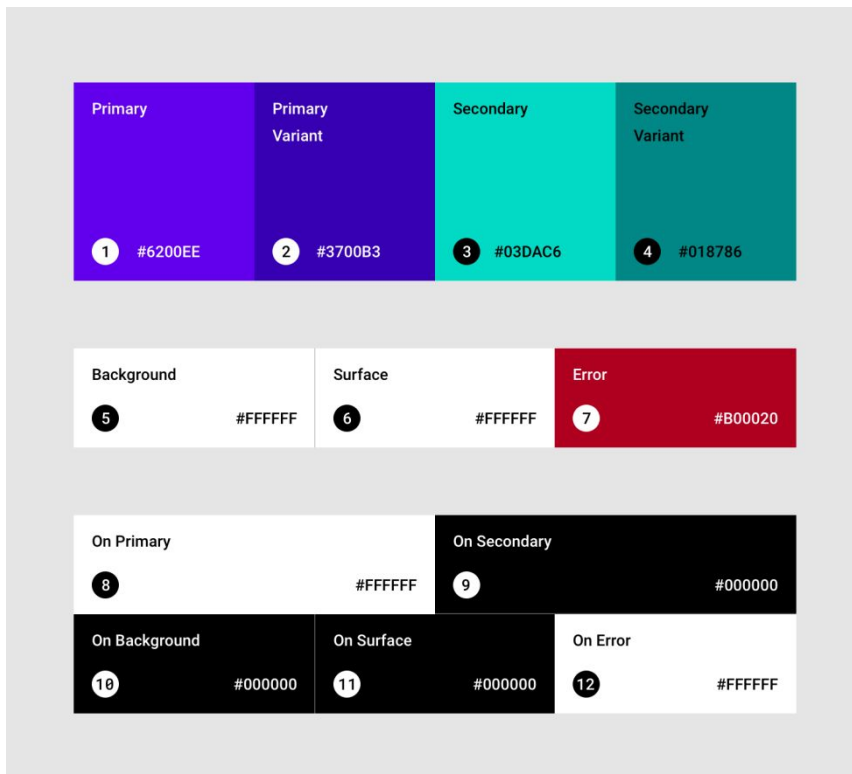 Primary
1 #6200EE
Primary
Variant
2 #3700B3
Secondary
3 #03DAC6
Secondary
Variant
4 #018786
Background
5 #FFFFFF
Surface
6 #FFFFFF
Error
7 #B00020
On Primary
8 #FFFFFF
On Secondary
9 #000000
On Background
10 #000000
On Surface
11 #000000
On Error
12 #FFFFFF